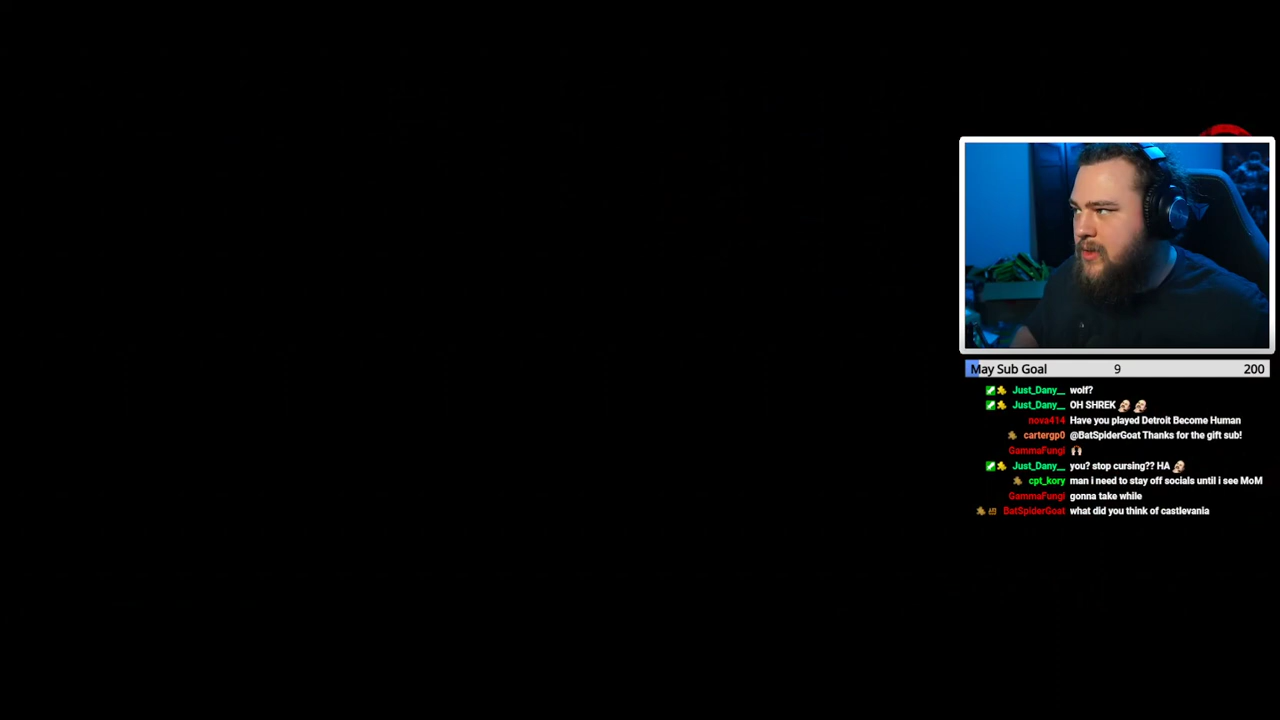 May Sub Goal 9 200
Just_Dany__ wolf?
Just_Dany__ OH SHREK
nova414 Have you played Detroit Become Human
cartergp0 @BatSpiderGoat Thanks for the gift sub!
GammaFungi
Just_Dany__ you? stop cursing?? HA
cpt_kory man i need to stay off socials until i see MoM
GammaFungi gonna take while
BatSpiderGoat what did you think of castlevania